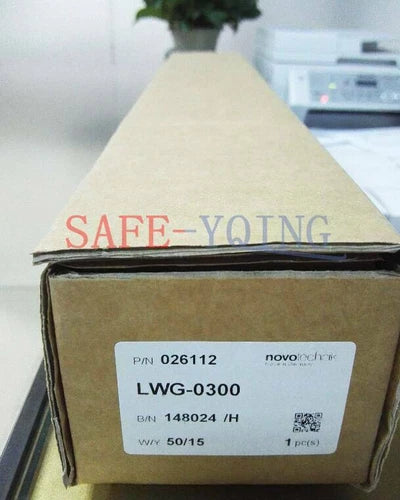 SAFE-YQING
P/N 026112 novotechnik
LWG-0300
B/N 148024 /H
W/Y 50/15 1 pc(s)